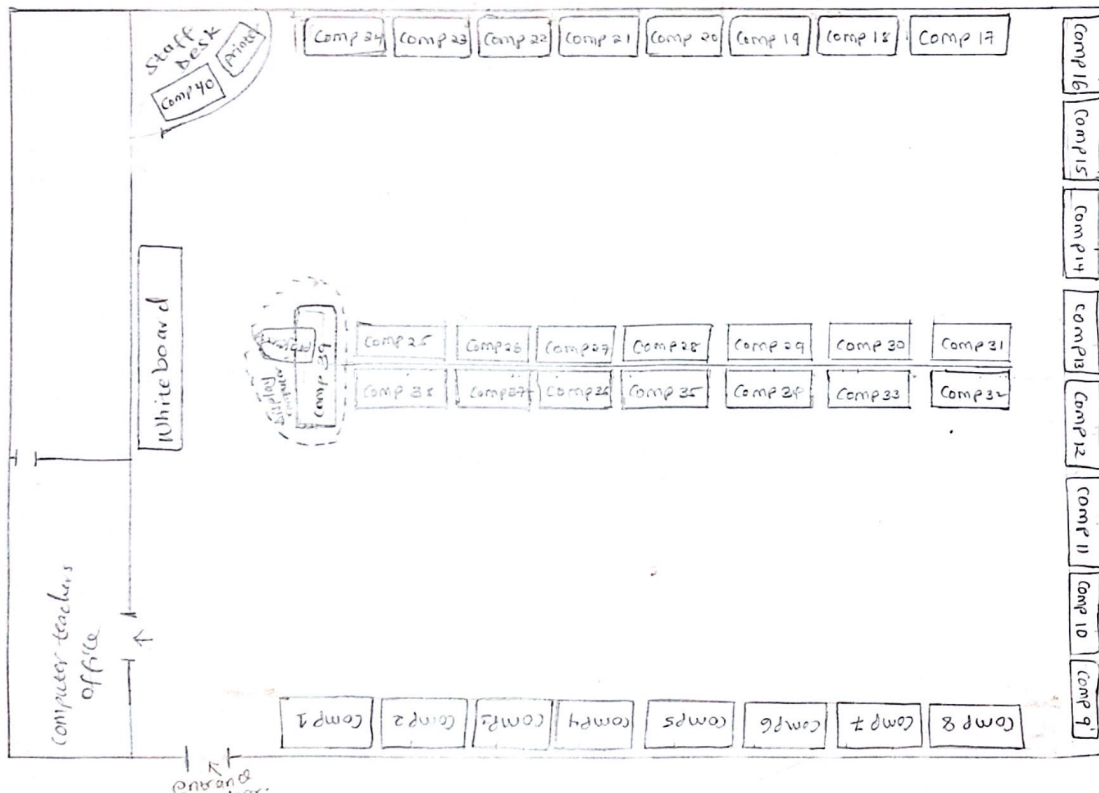 Staff
Desk
printer
Comp 40
Comp 24
Comp 23
Comp 22
Comp 21
Comp 20
Comp 19
Comp 18
Comp 17
Comp 16
Comp 15
Comp 14
Comp 13
Comp 12
Comp 11
Comp 10
Comp 9
Whiteboard
Display
computer
Comp 39
Comp 25
Comp 26
Comp 27
Comp 28
Comp 29
Comp 30
Comp 31
Comp 38
Comp 37
Comp 36
Comp 35
Comp 34
Comp 33
Comp 32
Computer teachers
office
Comp 1
Comp 2
Comp 3
Comp 4
Comp 5
Comp 6
Comp 7
Comp 8
entrance